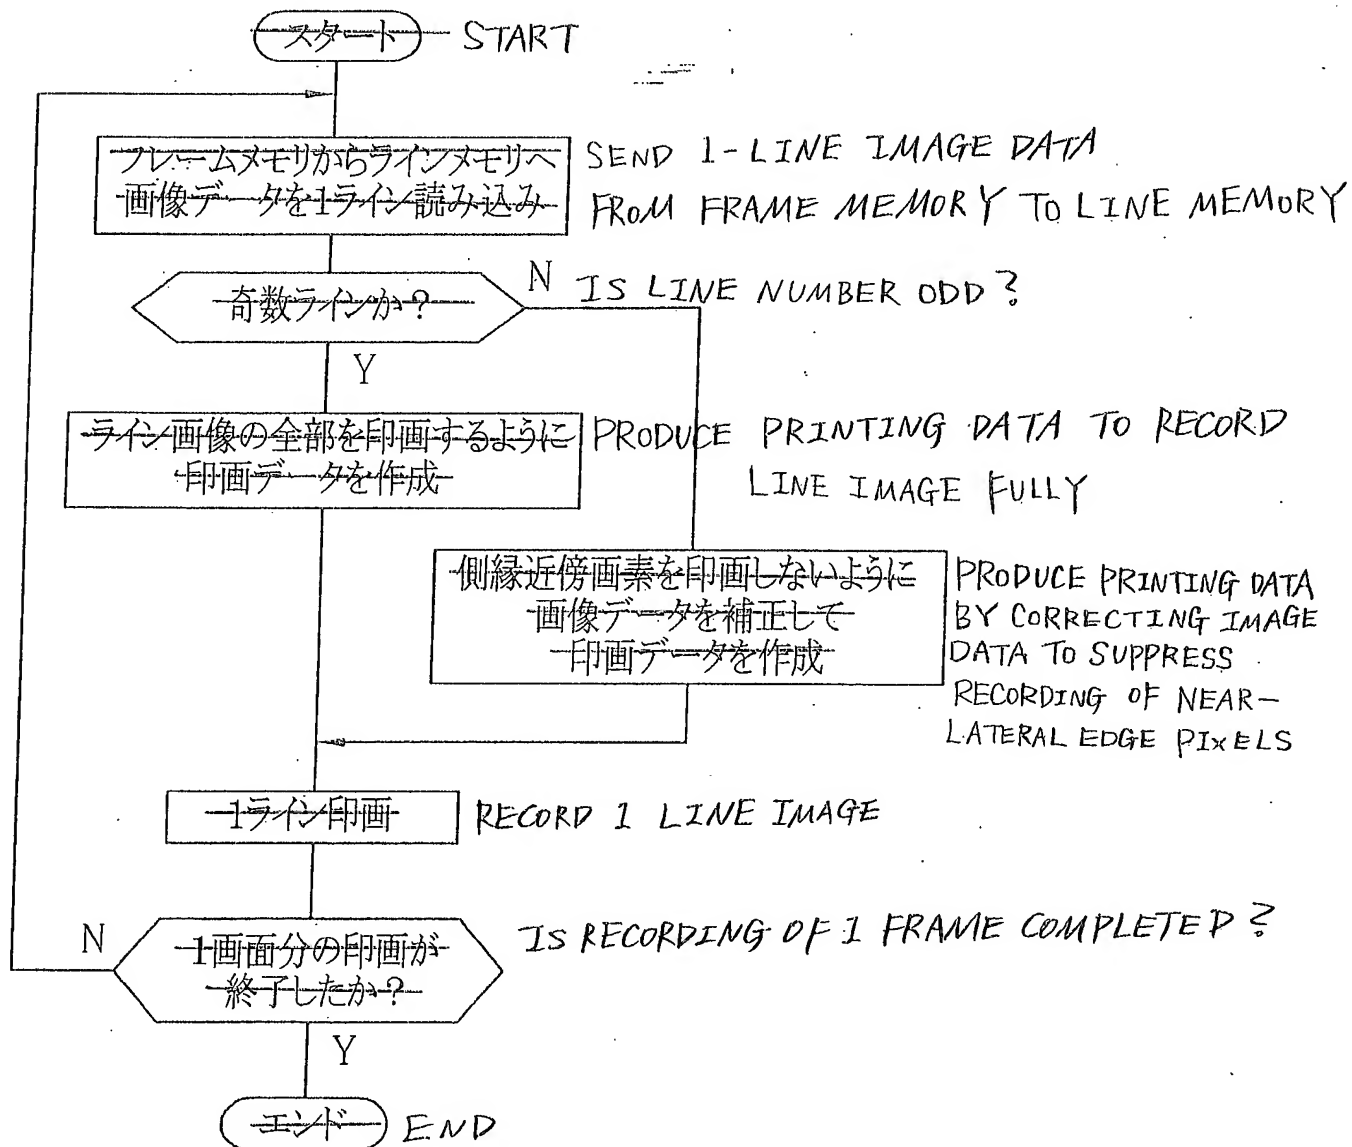 スタート START
フレームメモリからラインメモリへ
画像データを1ライン読み込み
SEND 1-LINE IMAGE DATA
FROM FRAME MEMORY TO LINE MEMORY
奇数ラインか?
N
IS LINE NUMBER ODD?
Y
ライン画像の全部を印画するように
印画データを作成
PRODUCE PRINTING DATA TO RECORD
LINE IMAGE FULLY
側縁近傍画素を印画しないように
画像データを補正して
印画データを作成
PRODUCE PRINTING DATA
BY CORRECTING IMAGE
DATA TO SUPPRESS
RECORDING OF NEAR-
LATERAL EDGE PIXELS
1ライン印画
RECORD 1 LINE IMAGE
N
1画面分の印画が
終了したか?
IS RECORDING OF 1 FRAME COMPLETED?
Y
エンド END